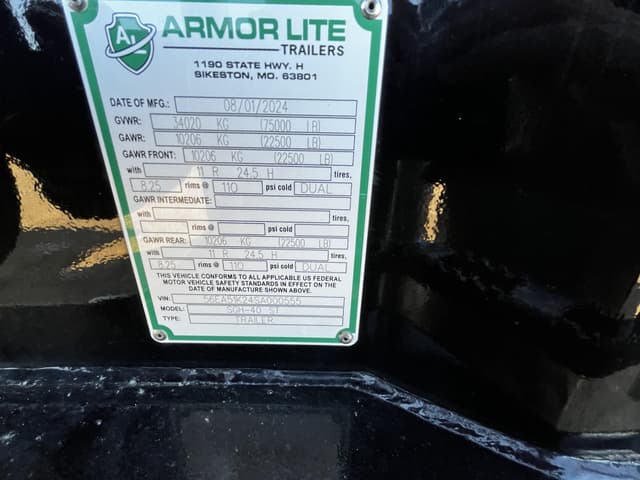 AL ARMOR LITE
TRAILERS
1190 STATE HWY. H
SIKESTON, MO. 63801
DATE OF MFG.: 08/01/2024
GVWR: 34020 KG (75000 LB)
GAWR: 10206 KG (22500 LB)
GAWR FRONT: 10206 KG (22500 LB)
with 11 R 24.5 H tires,
8.25 rims @ 110 psi cold DUAL
GAWR INTERMEDIATE:
with tires,
rims @ psi cold
GAWR REAR: 10206 KG (22500 LB)
with 11 R 24.5 H tires,
8.25 rims @ 110 psi cold DUAL
THIS VEHICLE CONFORMS TO ALL APPLICABLE US FEDERAL
MOTOR VEHICLE SAFETY STANDARDS IN EFFECT ON THE
DATE OF MANUFACTURE SHOWN ABOVE.
VIN:
MODEL: SGH-40 ST
TYPE: TRAILER